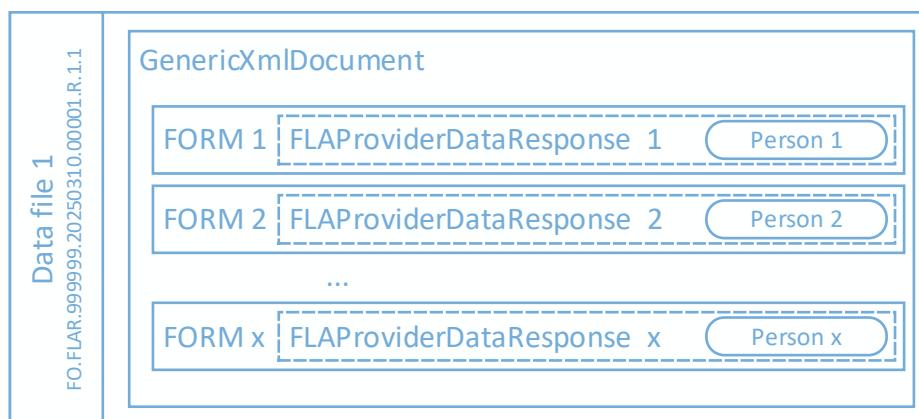 Data file 1
FO.FLAR.999999.20250310.00001.R.1.1
GenericXmlDocument
FORM 1 FLAProviderDataResponse 1 Person 1
FORM 2 FLAProviderDataResponse 2 Person 2
...
FORM x FLAProviderDataResponse x Person x